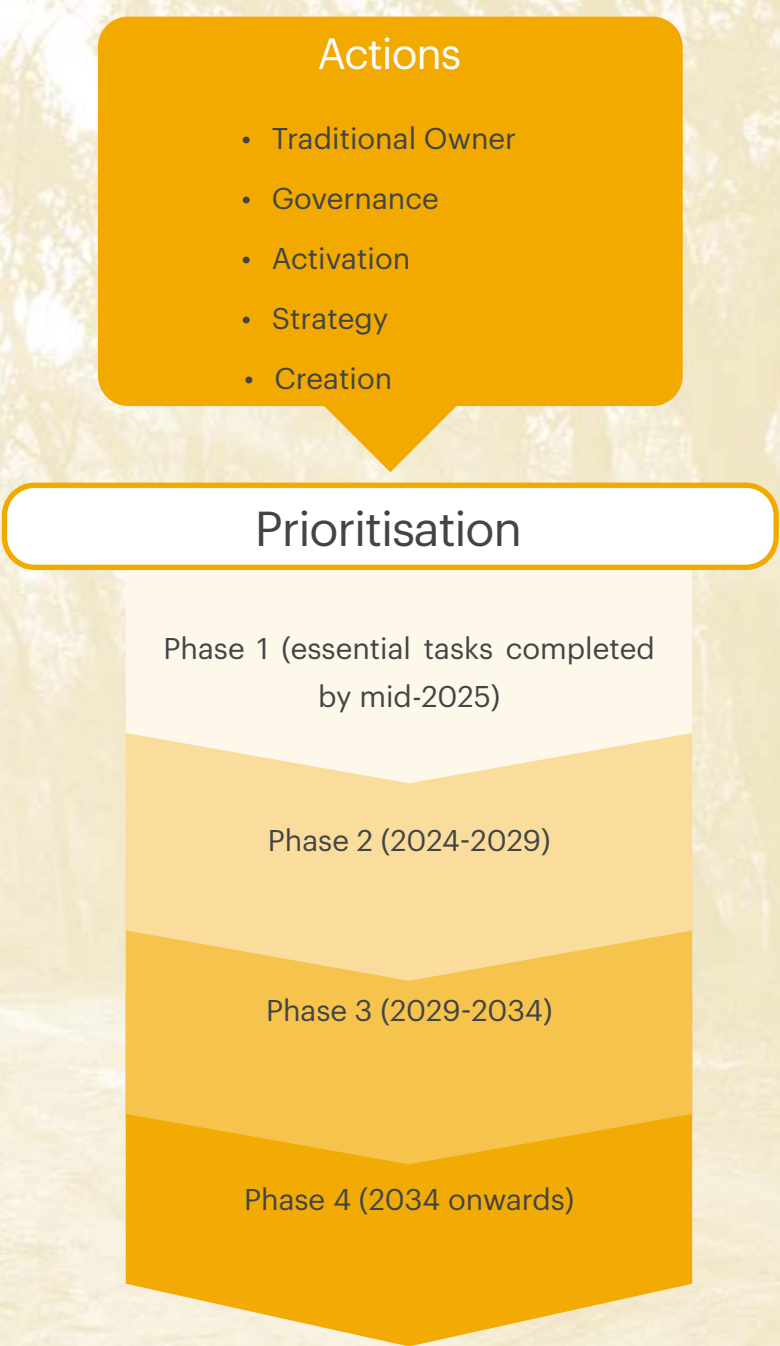 Actions
• Traditional Owner
• Governance
• Activation
• Strategy
• Creation
Prioritisation
Phase 1 (essential tasks completed
by mid-2025)
Phase 2 (2024-2029)
Phase 3 (2029-2034)
Phase 4 (2034 onwards)